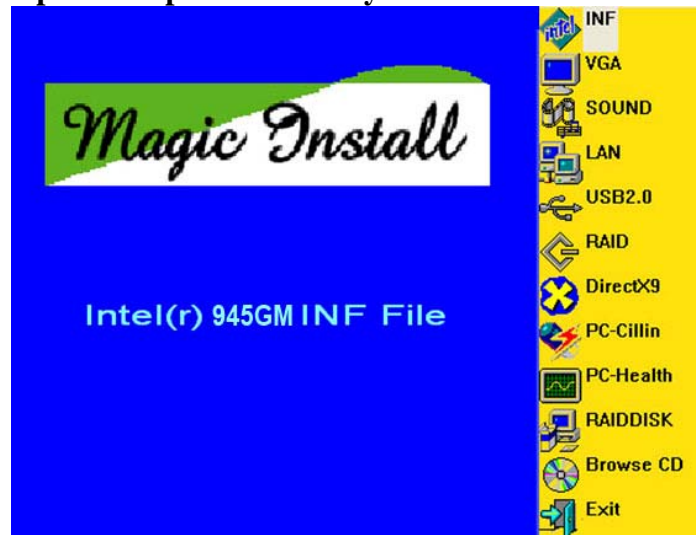 Magic Install
Intel(r) 945GM INF File
intel INF
VGA
SOUND
LAN
USB2.0
RAID
DirectX9
PC-Cillin
PC-Health
RAIDDISK
Browse CD
Exit